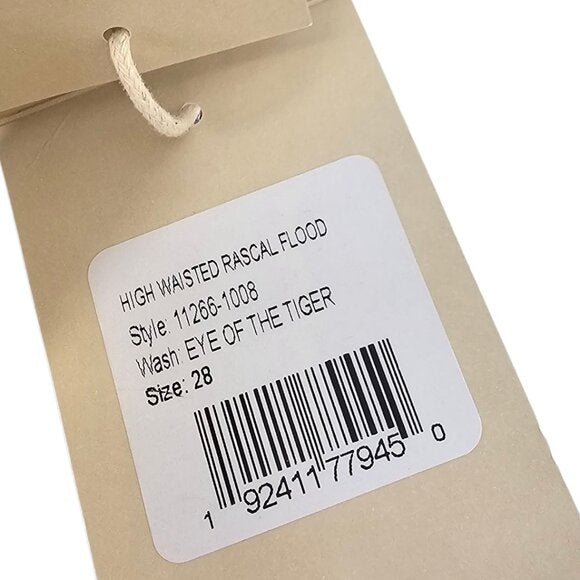 HIGH WAISTED RASCAL FLOOD
Style: 11266-1008
Wash: EYE OF THE TIGER
Size: 28
1 92411 77945 0